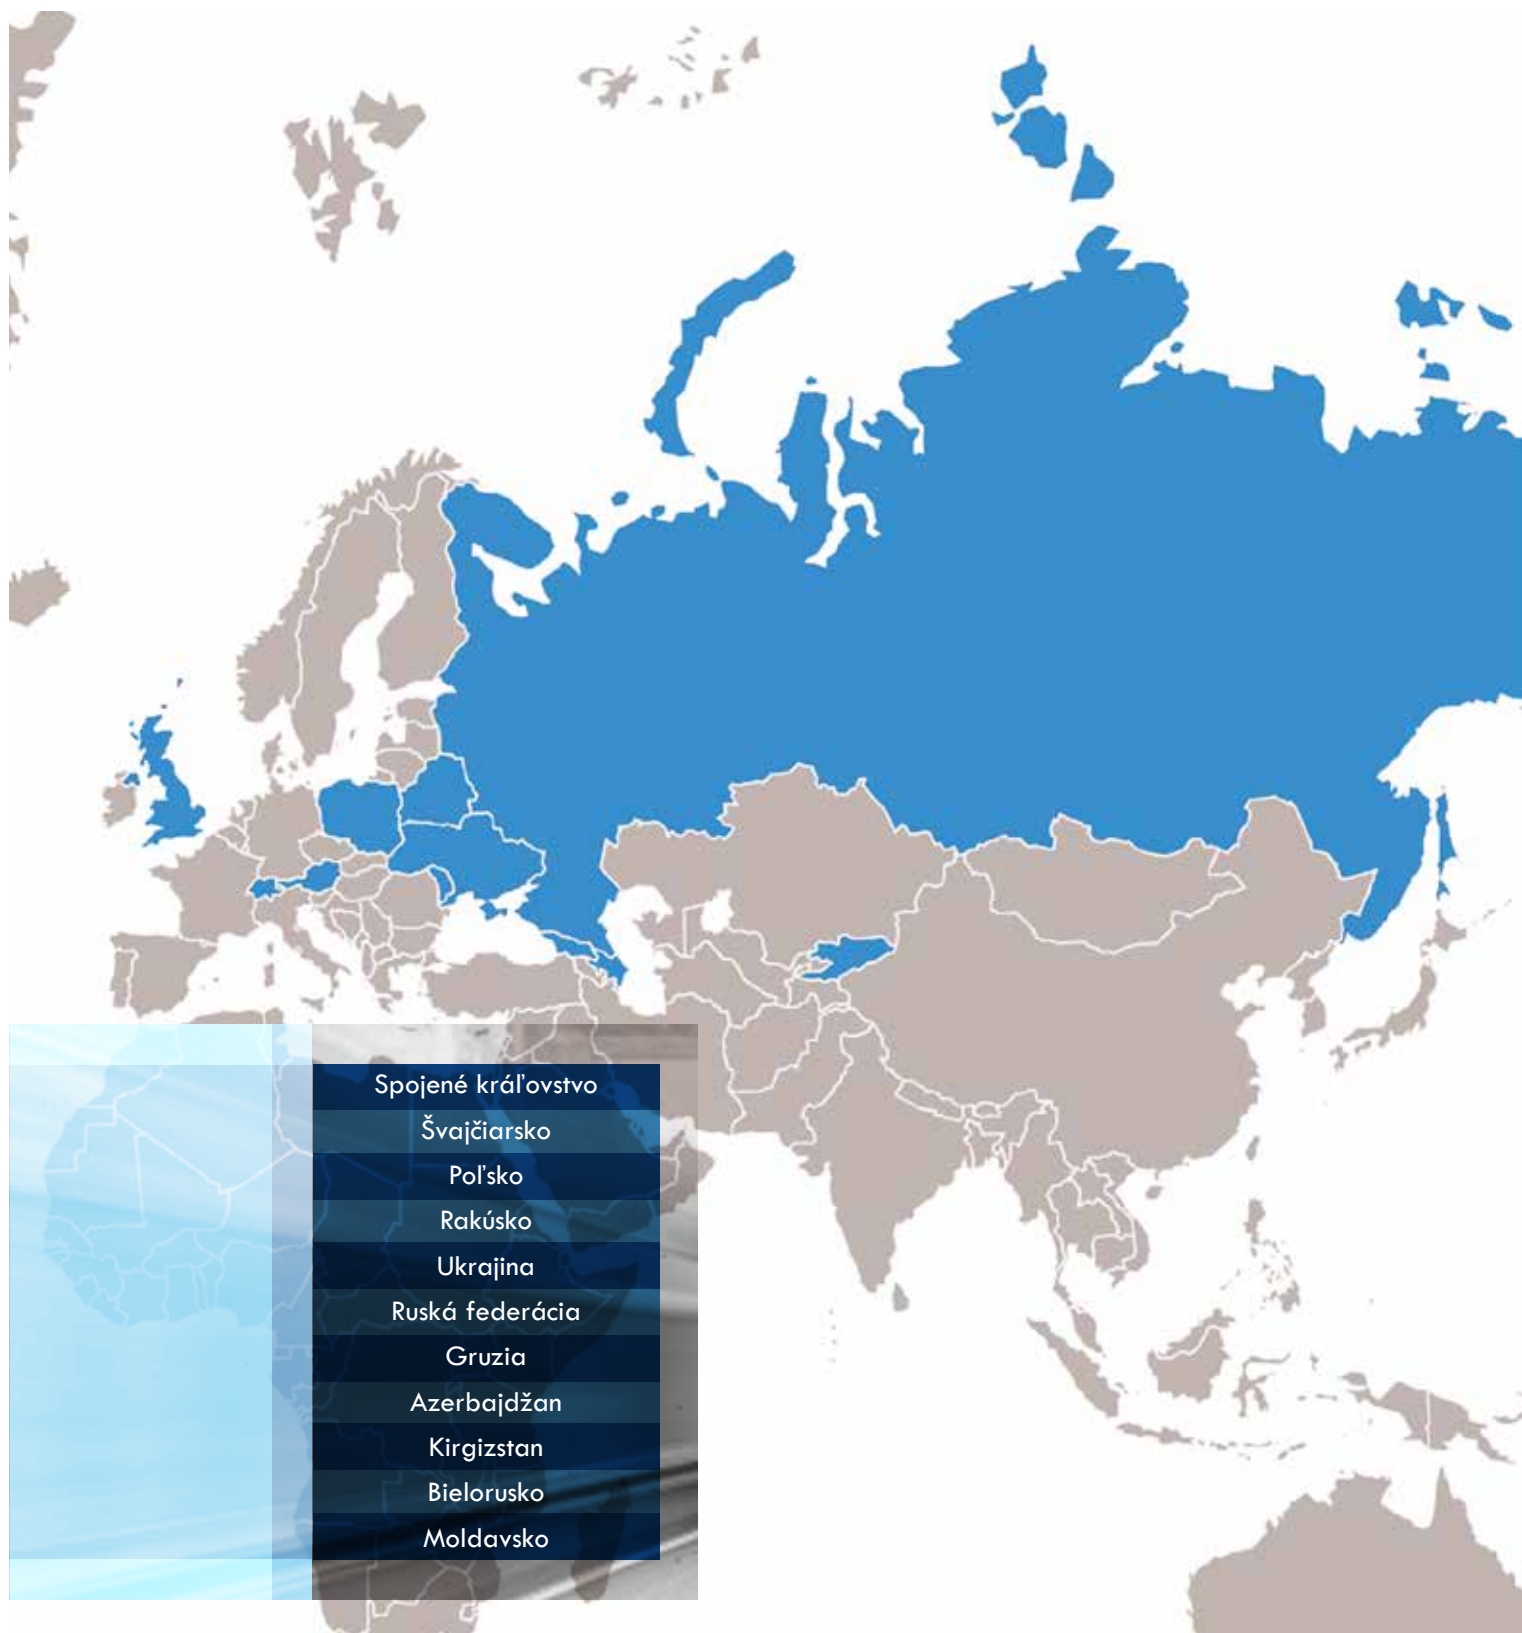 Spojené kráľovstvo
Švajčiarsko
Poľsko
Rakúsko
Ukrajina
Ruská federácia
Gruzia
Azerbajdžan
Kirgizstan
Bielorusko
Moldavsko